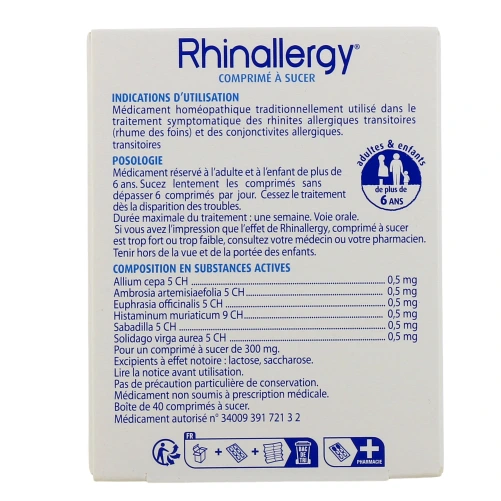 Rhinallergy®
COMPRIMÉ À SUCER
INDICATIONS D'UTILISATION
Médicament homéopathique traditionnellement utilisé dans le
traitement symptomatique des rhinites allergiques transitoires
(rhume des foins) et des conjonctivites allergiques.
transitoires
POSOLOGIE
Médicament réservé à l'adulte et à l'enfant de plus de
6 ans. Sucez lentement les comprimés sans
dépasser 6 comprimés par jour. Cessez le traitement
dès la disparition des troubles.
Durée maximale du traitement : une semaine. Voie orale.
Si vous avez l'impression que l'effet de Rhinallergy, comprimé à sucer
est trop fort ou trop faible, consultez votre médecin ou votre pharmacien.
Tenir hors de la vue et de la portée des enfants.
adultes & enfants
de plus de
6 ANS
COMPOSITION EN SUBSTANCES ACTIVES
Allium cepa 5 CH 0,5 mg
Ambrosia artemisiaefolia 5 CH 0,5 mg
Euphrasia officinalis 5 CH 0,5 mg
Histaminum muriaticum 9 CH 0,5 mg
Sabadilla 5 CH 0,5 mg
Solidago virga aurea 5 CH 0,5 mg
Pour un comprimé à sucer de 300 mg.
Excipients à effet notoire : lactose, saccharose.
Lire la notice avant utilisation.
Pas de précaution particulière de conservation.
Médicament non soumis à prescription médicale.
Boîte de 40 comprimés à sucer.
Médicament autorisé n° 34009 391 721 3 2
FR
BAC DE TRI
PHARMACIE